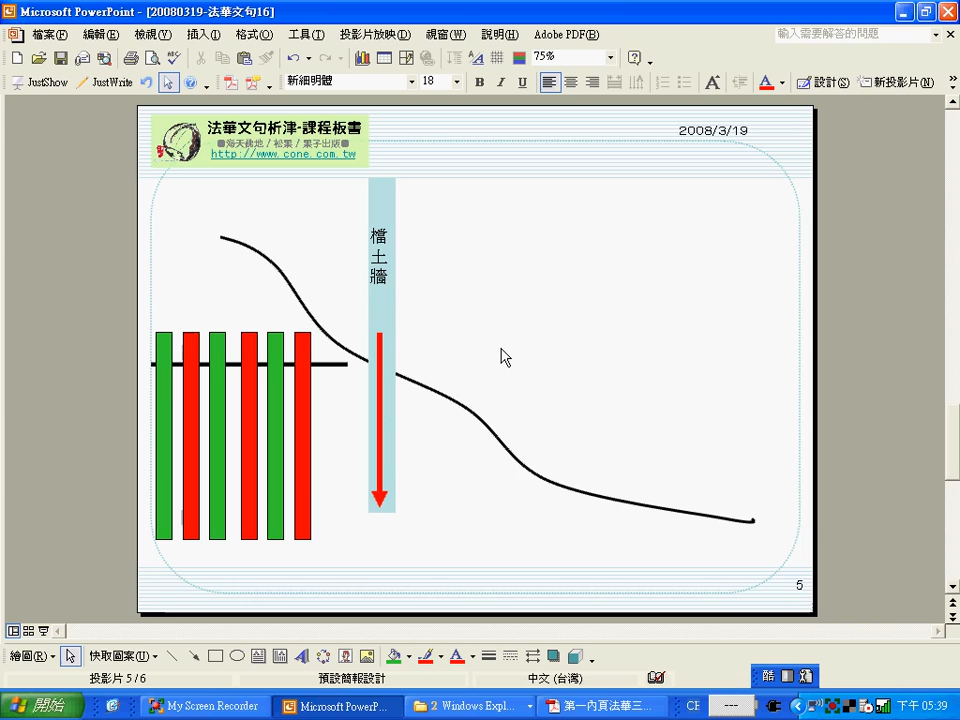 Microsoft PowerPoint - [20080319-法華文句16]
檔案(F) 編輯(E) 檢視(V) 插入(I) 格式(O) 工具(T) 投影片放映(D) 視窗(W) 說明(H) Adobe PDF(B) 輸入需要解答的問題
75%
JustShow JustWrite 新細明體 18 B I U A A 設計(S) 新投影片(N)
法華文句析津-課程板書
■海天佛地 / 松果 / 栗子出版■
http://www.cone.com.tw
2008/3/19
檔土牆
5
繪圖(R) 快取圖案(U)
投影片 5 / 6 預設簡報設計 中文 (台灣)
酷
開始 My Screen Recorder Microsoft PowerP... 2 Windows Expl... 第一內頁法華三... CE --- 下午 05:39